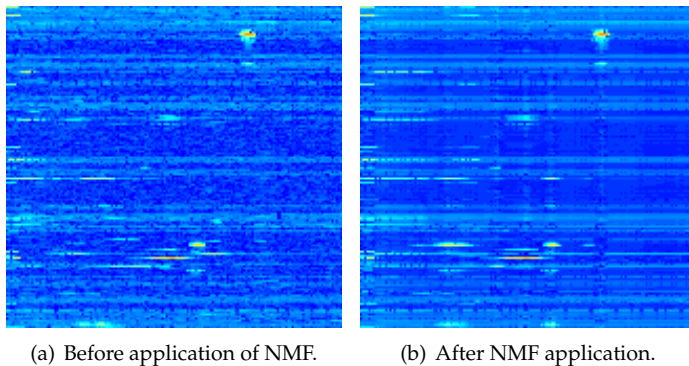 (a) Before application of NMF.
(b) After NMF application.